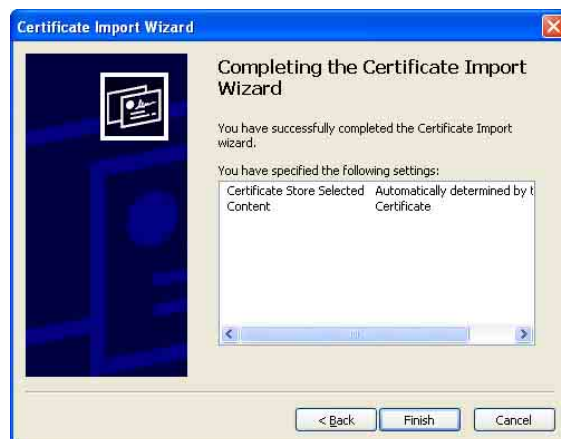 Certificate Import Wizard
Completing the Certificate Import
Wizard
You have successfully completed the Certificate Import
wizard.
You have specified the following settings:
Certificate Store Selected Automatically determined by t
Content Certificate
< Back Finish Cancel